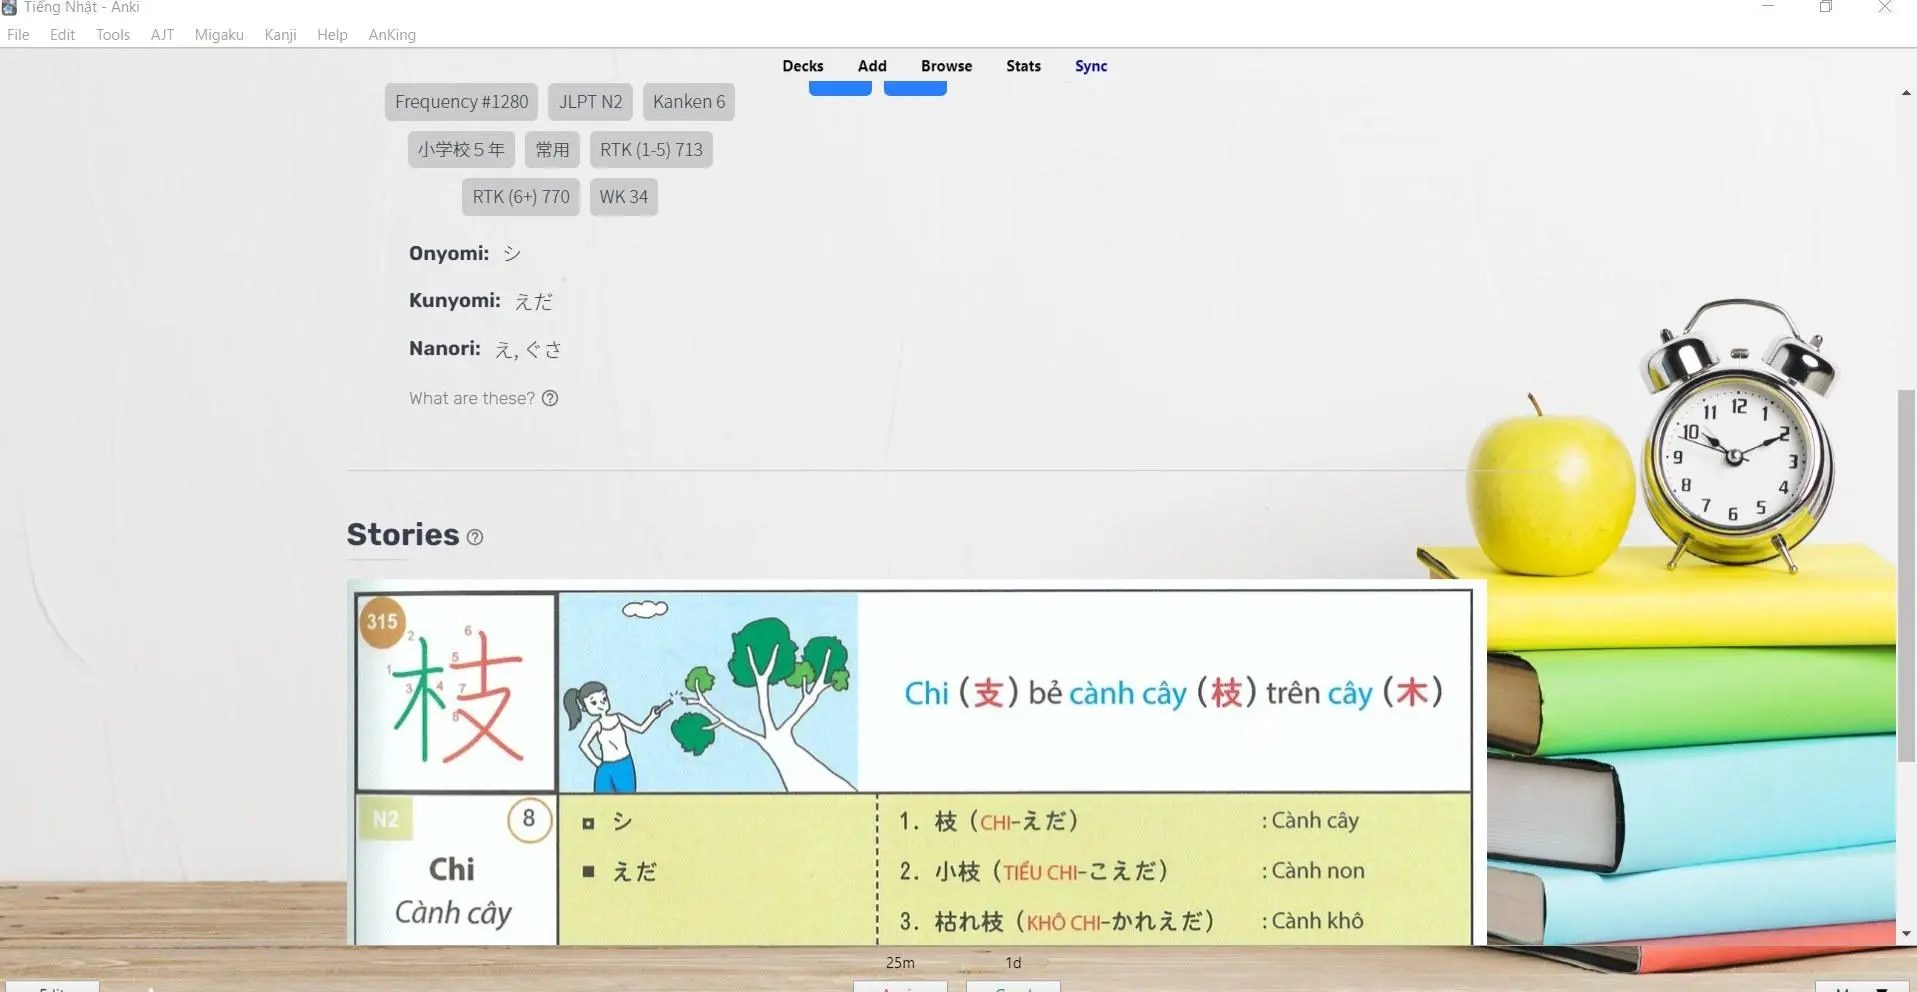 Tiếng Nhật - Anki
File Edit Tools AJT Migaku Kanji Help AnKing
Decks Add Browse Stats Sync
Frequency #1280 JLPT N2 Kanken 6
小学校５年 常用 RTK (1-5) 713
RTK (6+) 770 WK 34
Onyomi: シ
Kunyomi: えだ
Nanori: え, ぐさ
What are these?
Stories
315
枝
1 2 3 4 5 6 7 8
Chi (支) bẻ cành cây (枝) trên cây (木)
N2 8
Chi
Cành cây
シ
えだ
1. 枝 (CHI-えだ) : Cành cây
2. 小枝 (TIỂU CHI-こえだ) : Cành non
3. 枯れ枝 (KHÔ CHI-かれえだ) : Cành khô
12 1 2 3 4 5 6 7 8 9 10 11
25m 1d